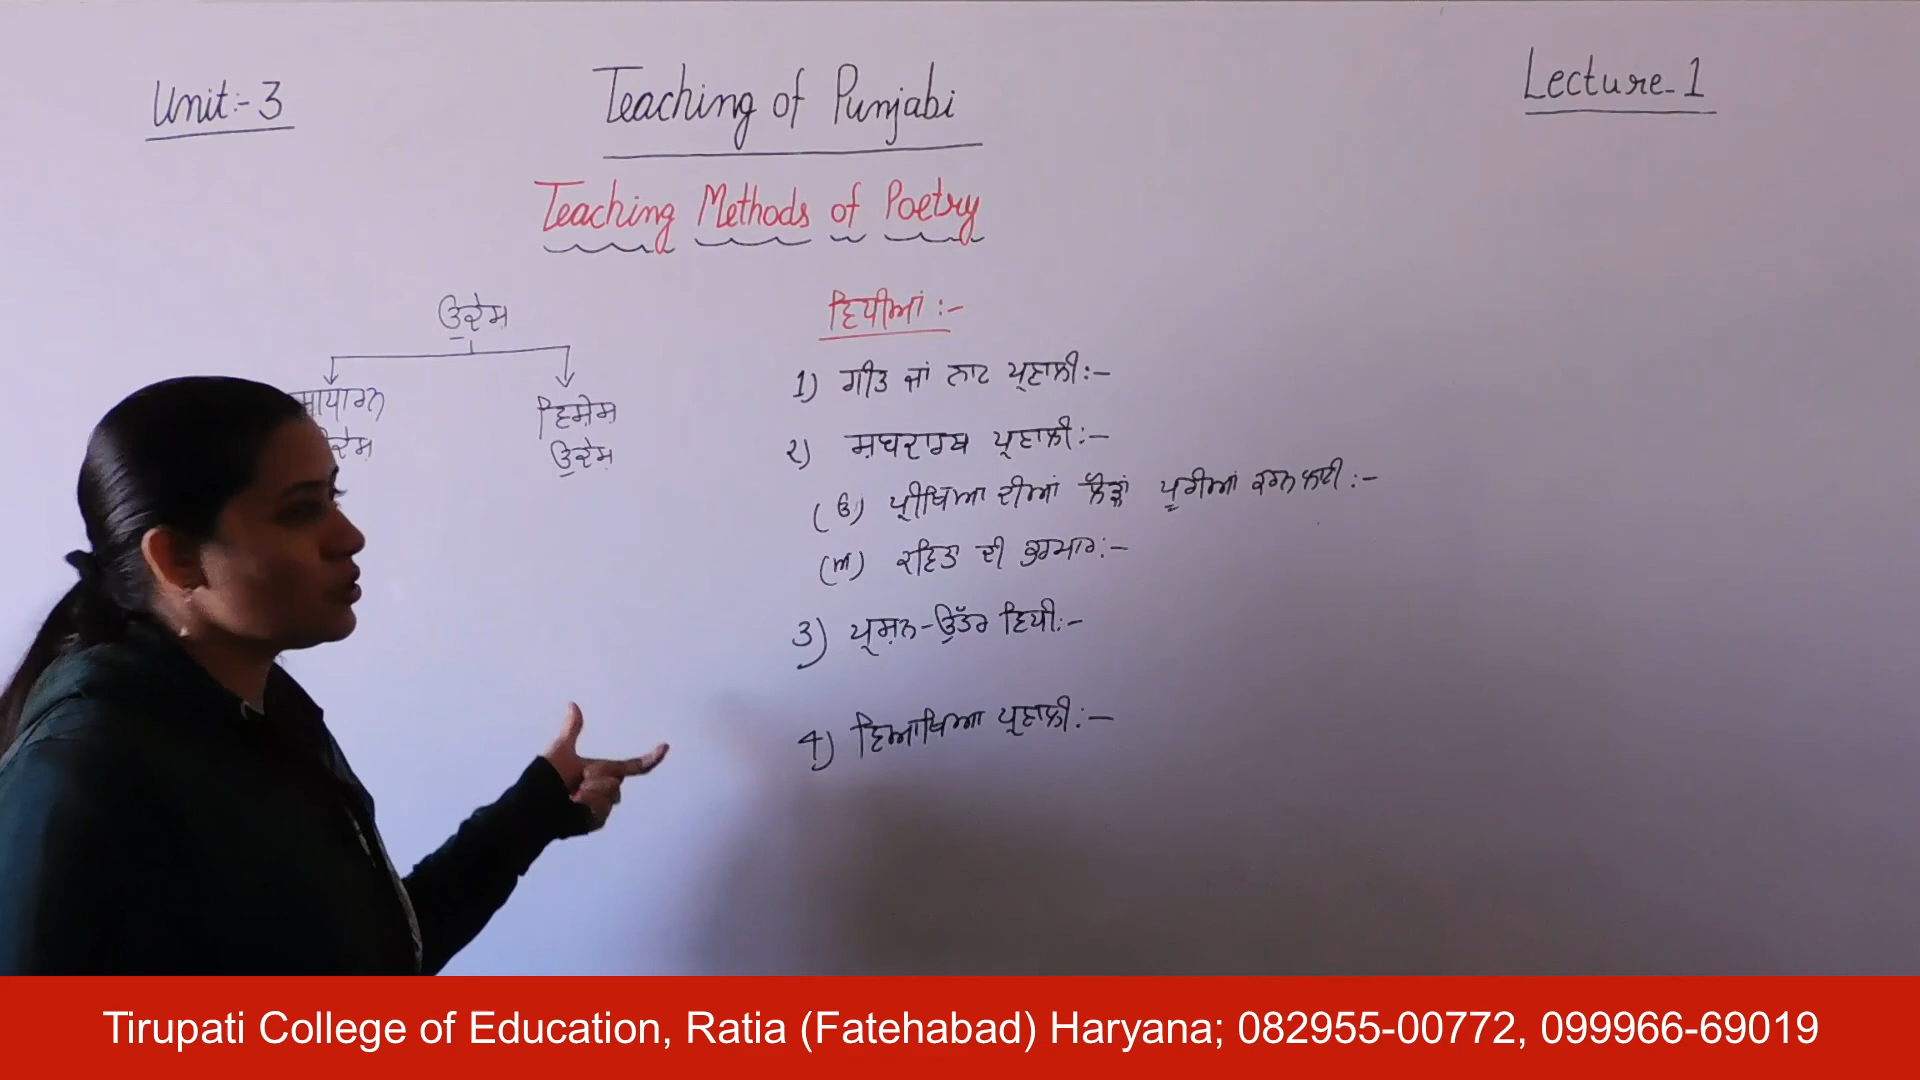 Unit:- 3
Teaching of Punjabi
Lecture-1
Teaching Methods of Poetry
ਉਦੇਸ਼
ਵਿਸ਼ੇਸ਼
ਉਦੇਸ਼
ਵਿਧੀਆਂ :-
1) ਗੀਤ ਜਾਂ ਨਾਟ ਪ੍ਰਣਾਲੀ:-
2) ਸ਼ਬਦਾਰਥ ਪ੍ਰਣਾਲੀ:-
(ੳ) ਪ੍ਰੀਖਿਆ ਦੀਆਂ ਲੋੜਾਂ ਪੂਰੀਆਂ ਕਰਨ ਲਈ :-
(ਅ) ਦੀ ਭਰਮਾਰ:-
3) ਪ੍ਰਸ਼ਨ-ਉੱਤਰ ਵਿਧੀ:-
4) ਵਿਆਖਿਆ ਪ੍ਰਣਾਲੀ:-
Tirupati College of Education, Ratia (Fatehabad) Haryana; 082955-00772, 099966-69019